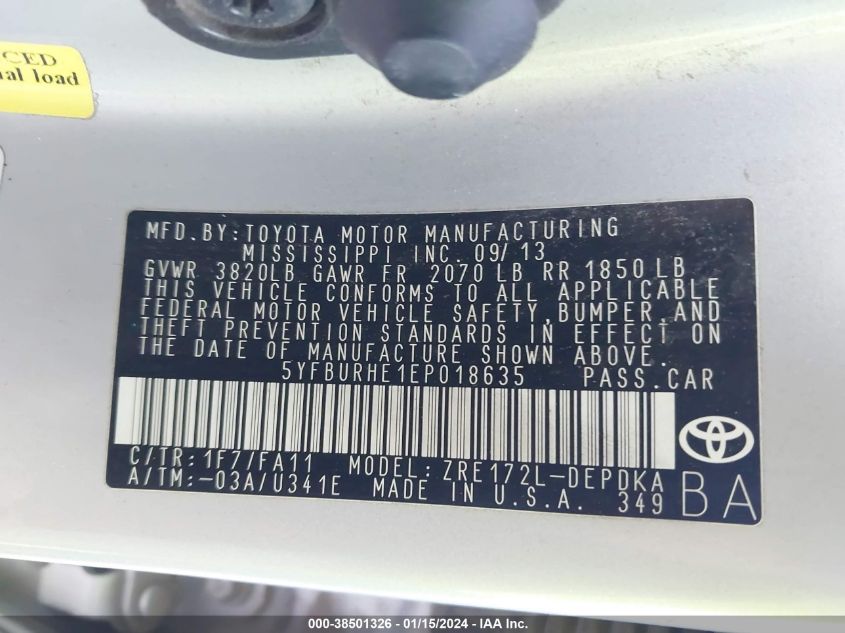 CED
nal load
MFD.BY:TOYOTA MOTOR MANUFACTURING
MISSISSIPPI INC. 09/13
GVWR 3820LB GAWR FR 2070 LB RR 1850 LB
THIS VEHICLE CONFORMS TO ALL APPLICABLE
FEDERAL MOTOR VEHICLE SAFETY,BUMPER,AND
THEFT PREVENTION STANDARDS IN EFFECT ON
THE DATE OF MANUFACTURE SHOWN ABOVE.
5YFBURHE1EP018635 PASS.CAR
C/TR:1F7/FA11 MODEL:ZRE172L-DEPDKA
A/TM:-03A/U341E MADE IN U.S.A. 349 BA
000-38501326 - 01/15/2024 - IAA Inc.